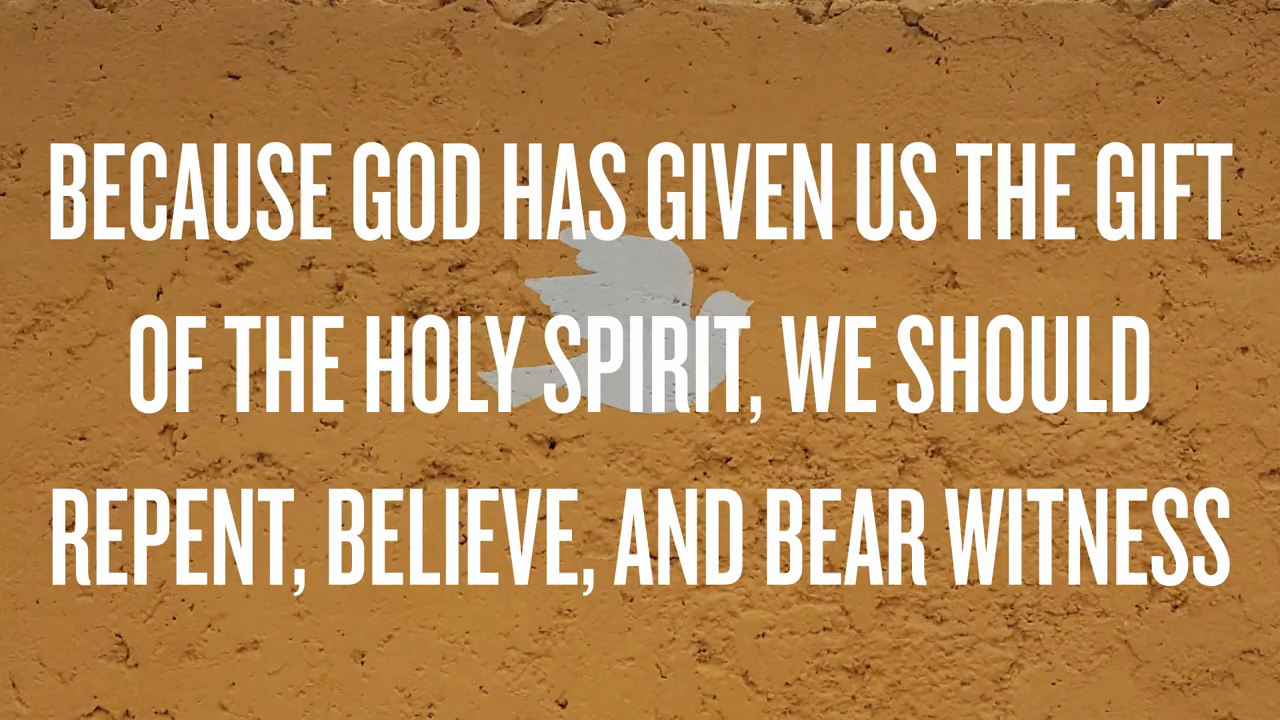 BECAUSE GOD HAS GIVEN US THE GIFT
OF THE HOLY SPIRIT, WE SHOULD
REPENT, BELIEVE, AND BEAR WITNESS